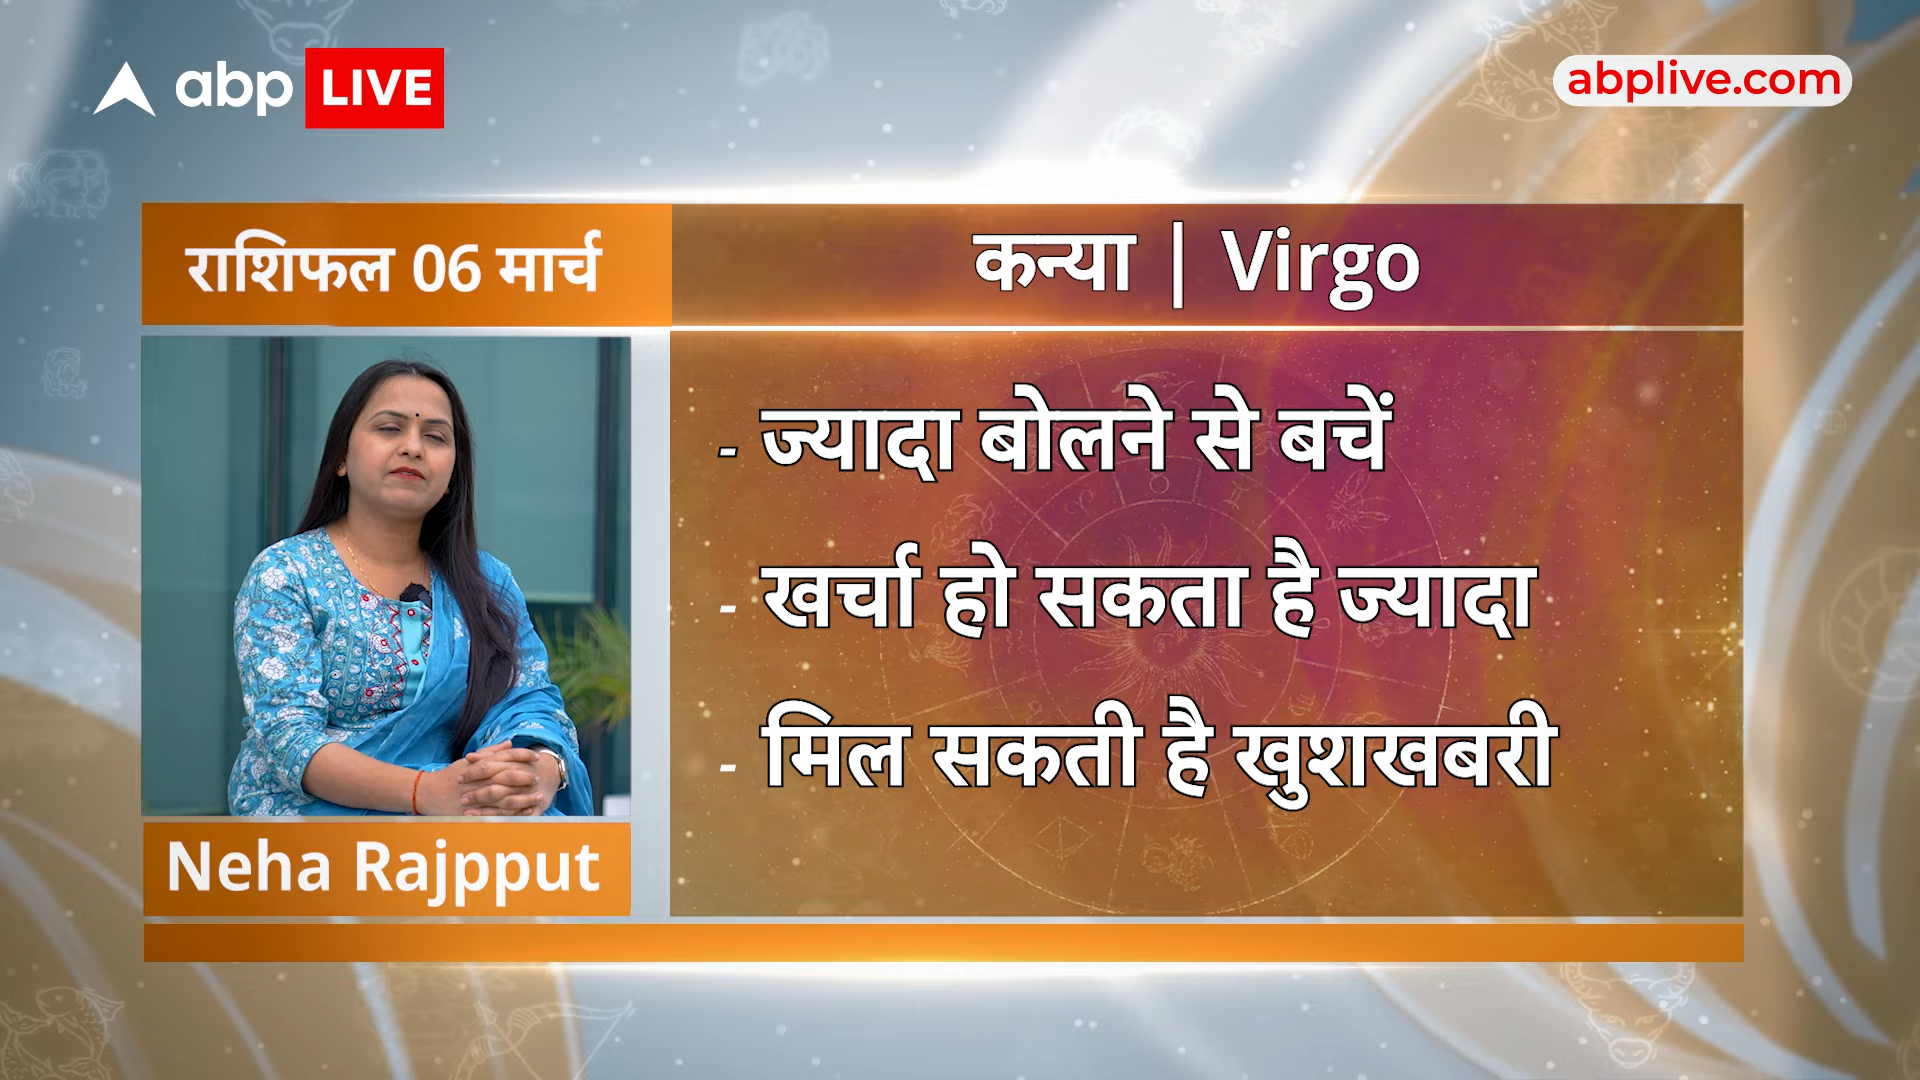 abp LIVE
abplive.com
राशिफल 06 मार्च
कन्या | Virgo
- ज्यादा बोलने से बचें
- खर्चा हो सकता है ज्यादा
- मिल सकती है खुशखबरी
Neha Rajpput